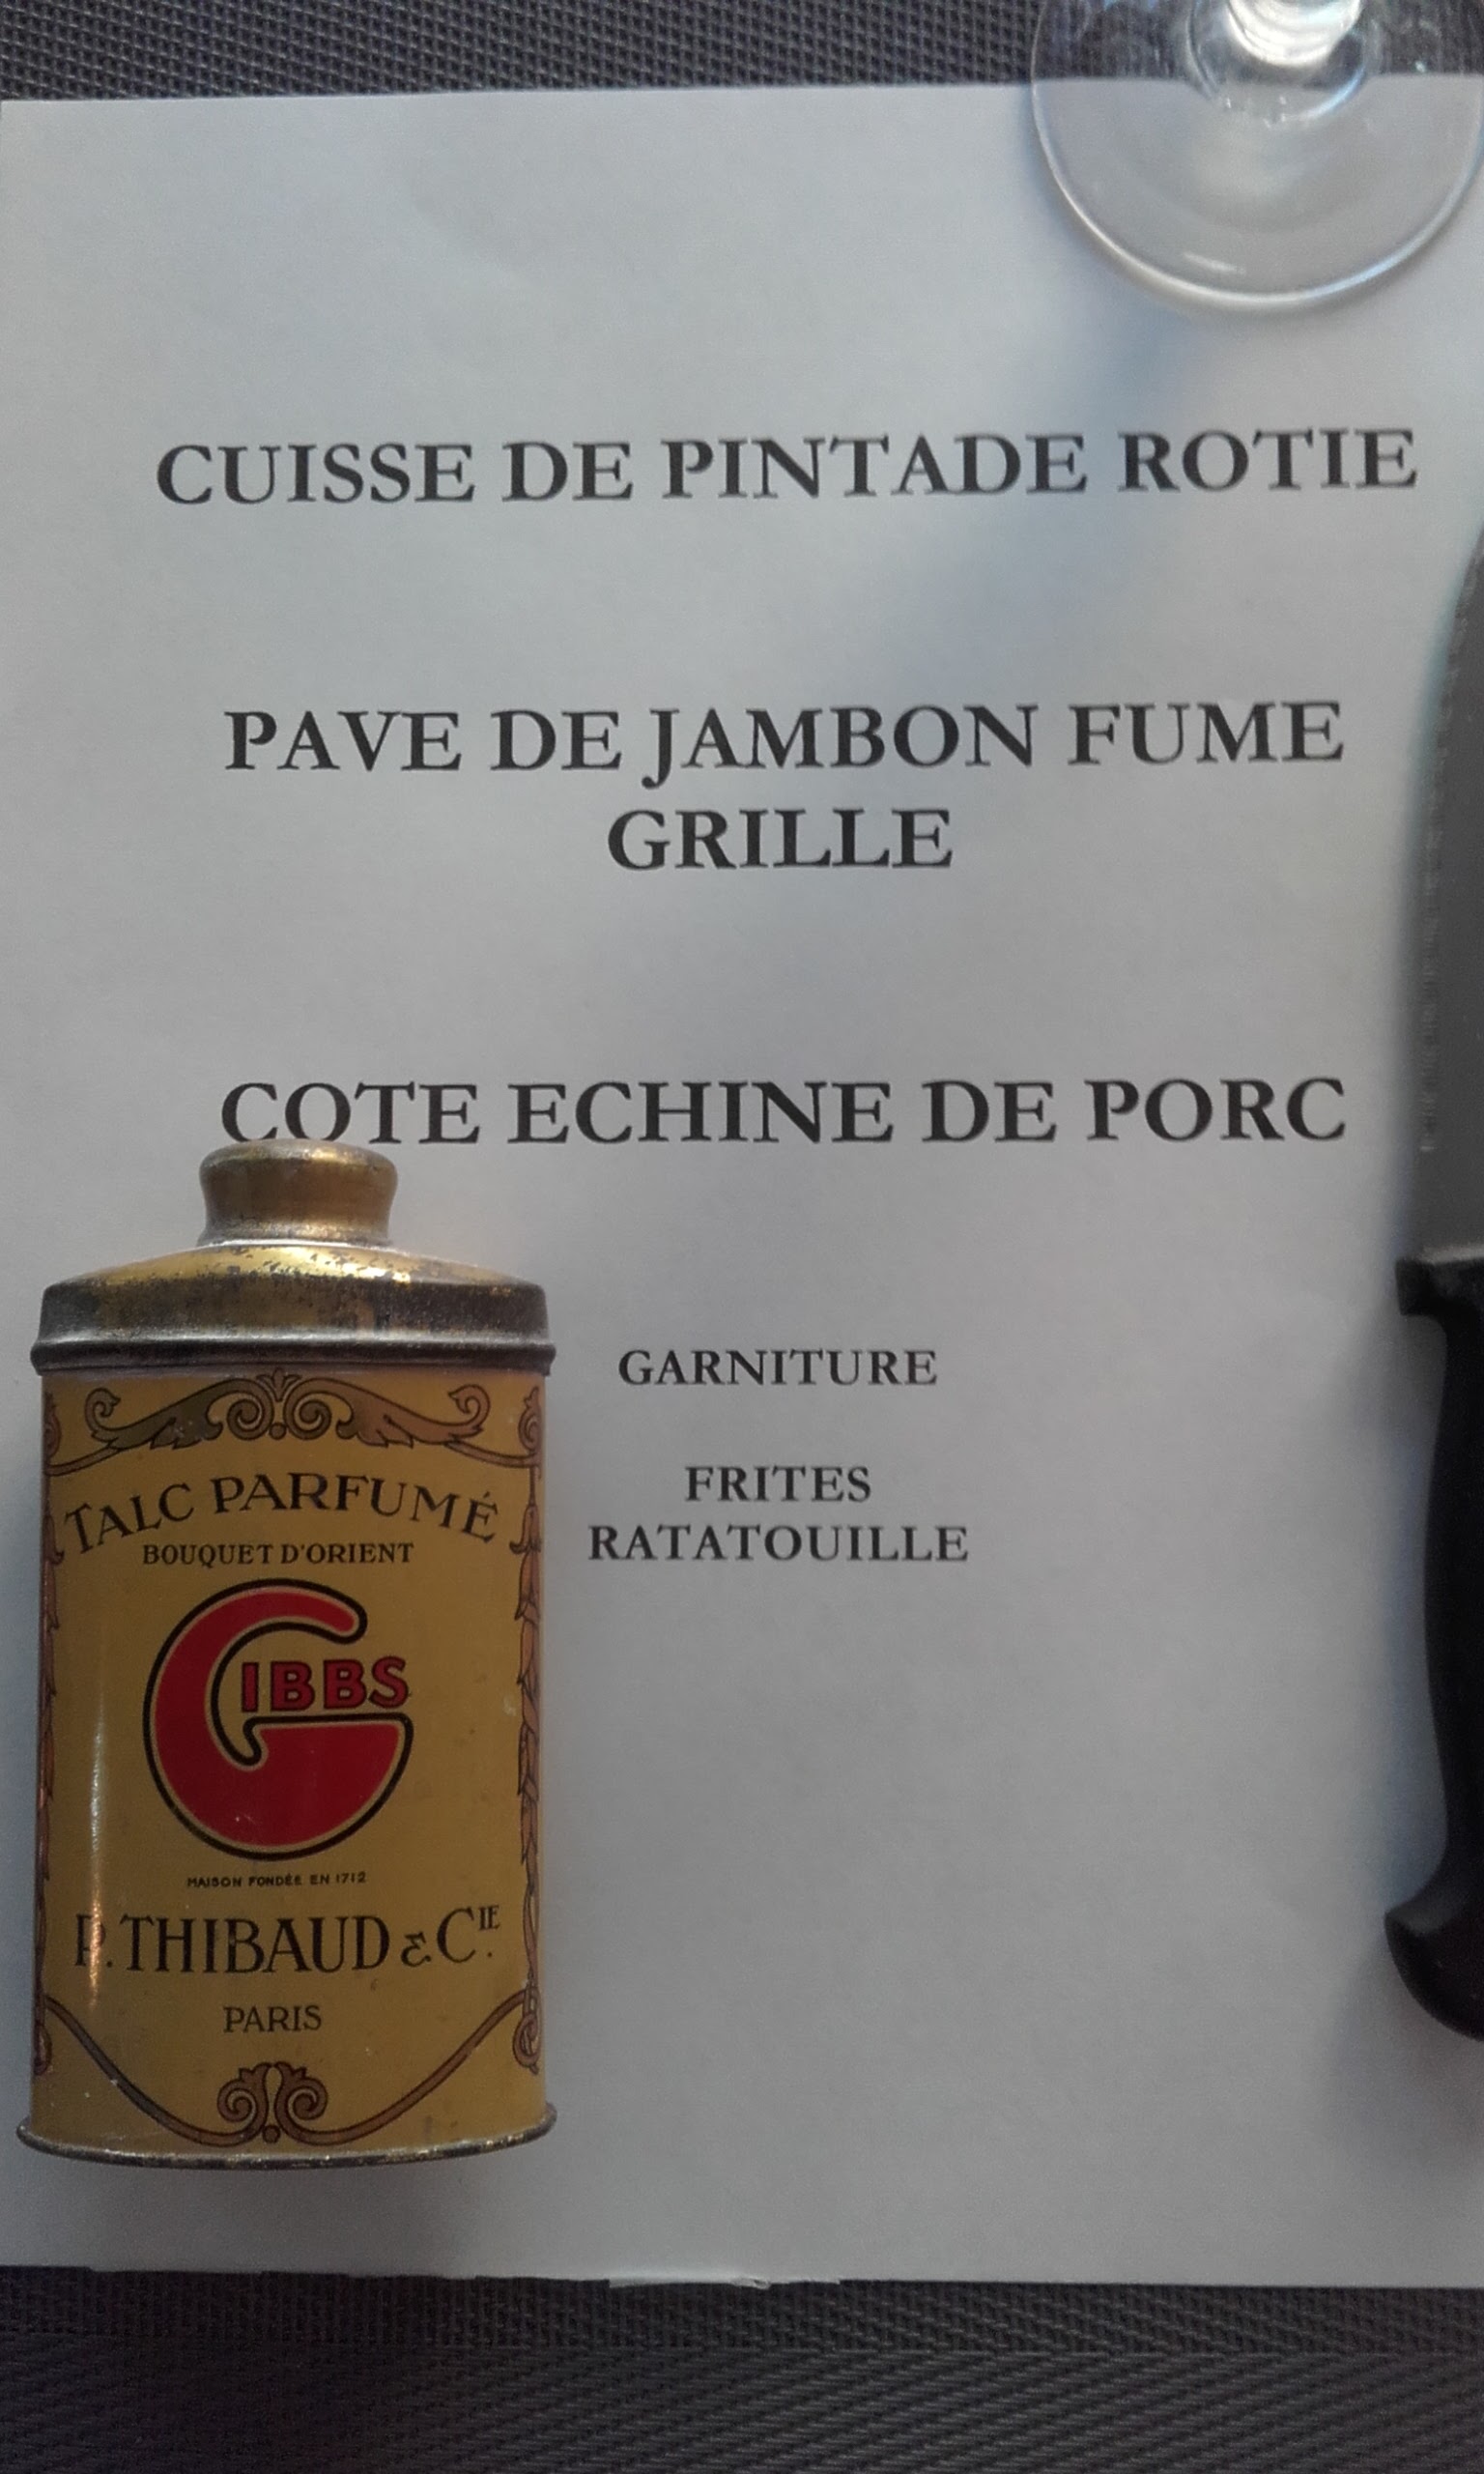 CUISSE DE PINTADE ROTIE
PAVE DE JAMBON FUME
GRILLE
COTE ECHINE DE PORC
GARNITURE
FRITES
RATATOUILLE
TALC PARFUMÉ
BOUQUET D'ORIENT
GIBBS
MAISON FONDÉE EN 1712
P. THIBAUD & CIE.
PARIS